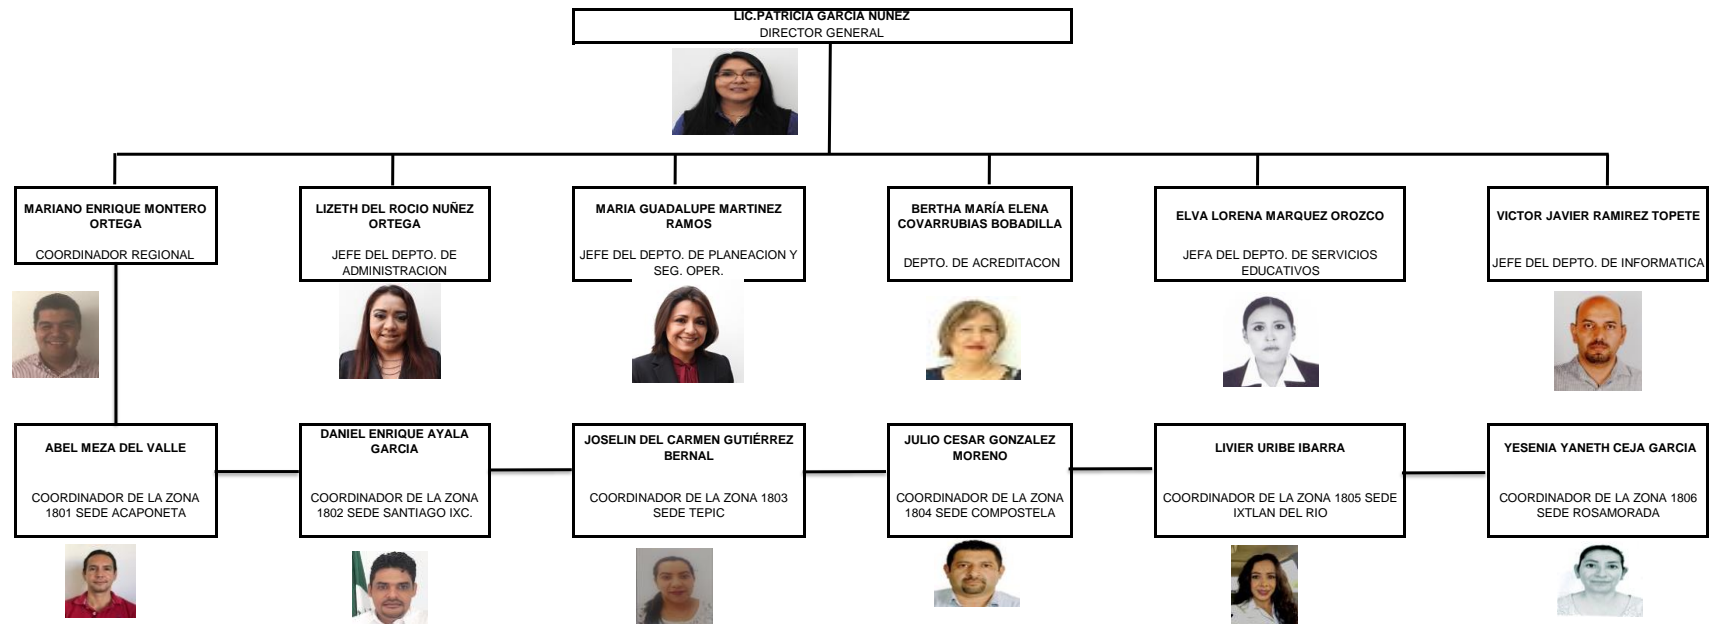 LIC.PATRICIA GARCIA NUÑEZ
DIRECTOR GENERAL
MARIANO ENRIQUE MONTERO
ORTEGA
COORDINADOR REGIONAL
LIZETH DEL ROCIO NUÑEZ
ORTEGA
JEFE DEL DEPTO. DE
ADMINISTRACION
MARIA GUADALUPE MARTINEZ
RAMOS
JEFE DEL DEPTO. DE PLANEACION Y
SEG. OPER.
BERTHA MARÍA ELENA
COVARRUBIAS BOBADILLA
DEPTO. DE ACREDITACON
ELVA LORENA MARQUEZ OROZCO
JEFA DEL DEPTO. DE SERVICIOS
EDUCATIVOS
VICTOR JAVIER RAMIREZ TOPETE
JEFE DEL DEPTO. DE INFORMATICA
ABEL MEZA DEL VALLE
COORDINADOR DE LA ZONA
1801 SEDE ACAPONETA
DANIEL ENRIQUE AYALA
GARCIA
COORDINADOR DE LA ZONA
1802 SEDE SANTIAGO IXC.
JOSELIN DEL CARMEN GUTIÉRREZ
BERNAL
COORDINADOR DE LA ZONA 1803
SEDE TEPIC
JULIO CESAR GONZALEZ
MORENO
COORDINADOR DE LA ZONA
1804 SEDE COMPOSTELA
LIVIER URIBE IBARRA
COORDINADOR DE LA ZONA 1805 SEDE
IXTLAN DEL RIO
YESENIA YANETH CEJA GARCIA
COORDINADOR DE LA ZONA 1806
SEDE ROSAMORADA